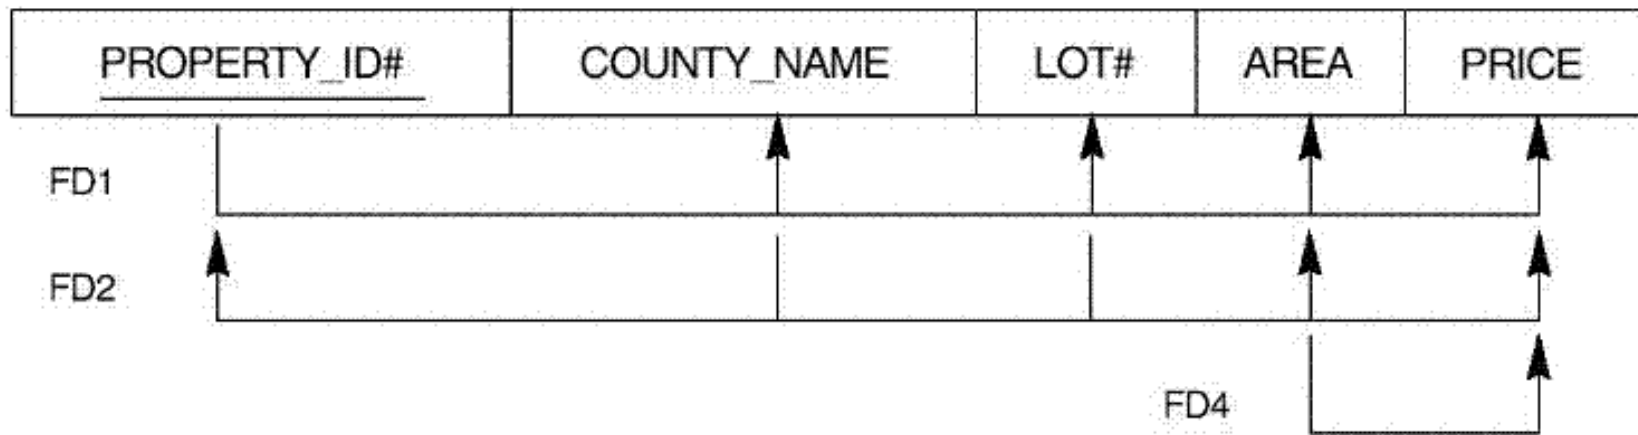 PROPERTY_ID# COUNTY_NAME LOT# AREA PRICE
FD1
FD2
FD4